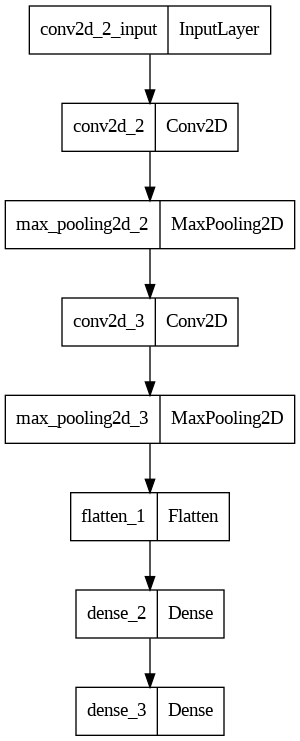 conv2d_2_input InputLayer
conv2d_2 Conv2D
max_pooling2d_2 MaxPooling2D
conv2d_3 Conv2D
max_pooling2d_3 MaxPooling2D
flatten_1 Flatten
dense_2 Dense
dense_3 Dense